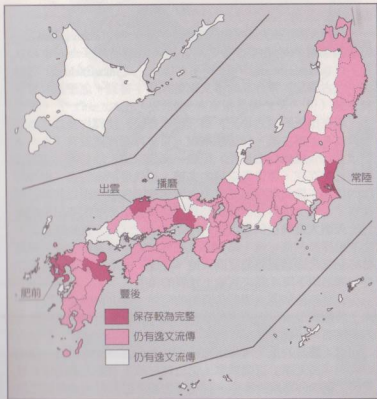 常陸
播磨
出雲
肥前
豐後
保存較為完整
仍有逸文流傳
仍有逸文流傳